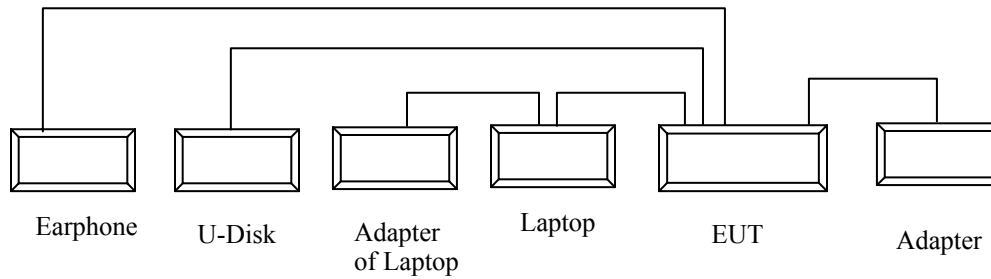 Earphone
U-Disk
Adapter
of Laptop
Laptop
EUT
Adapter